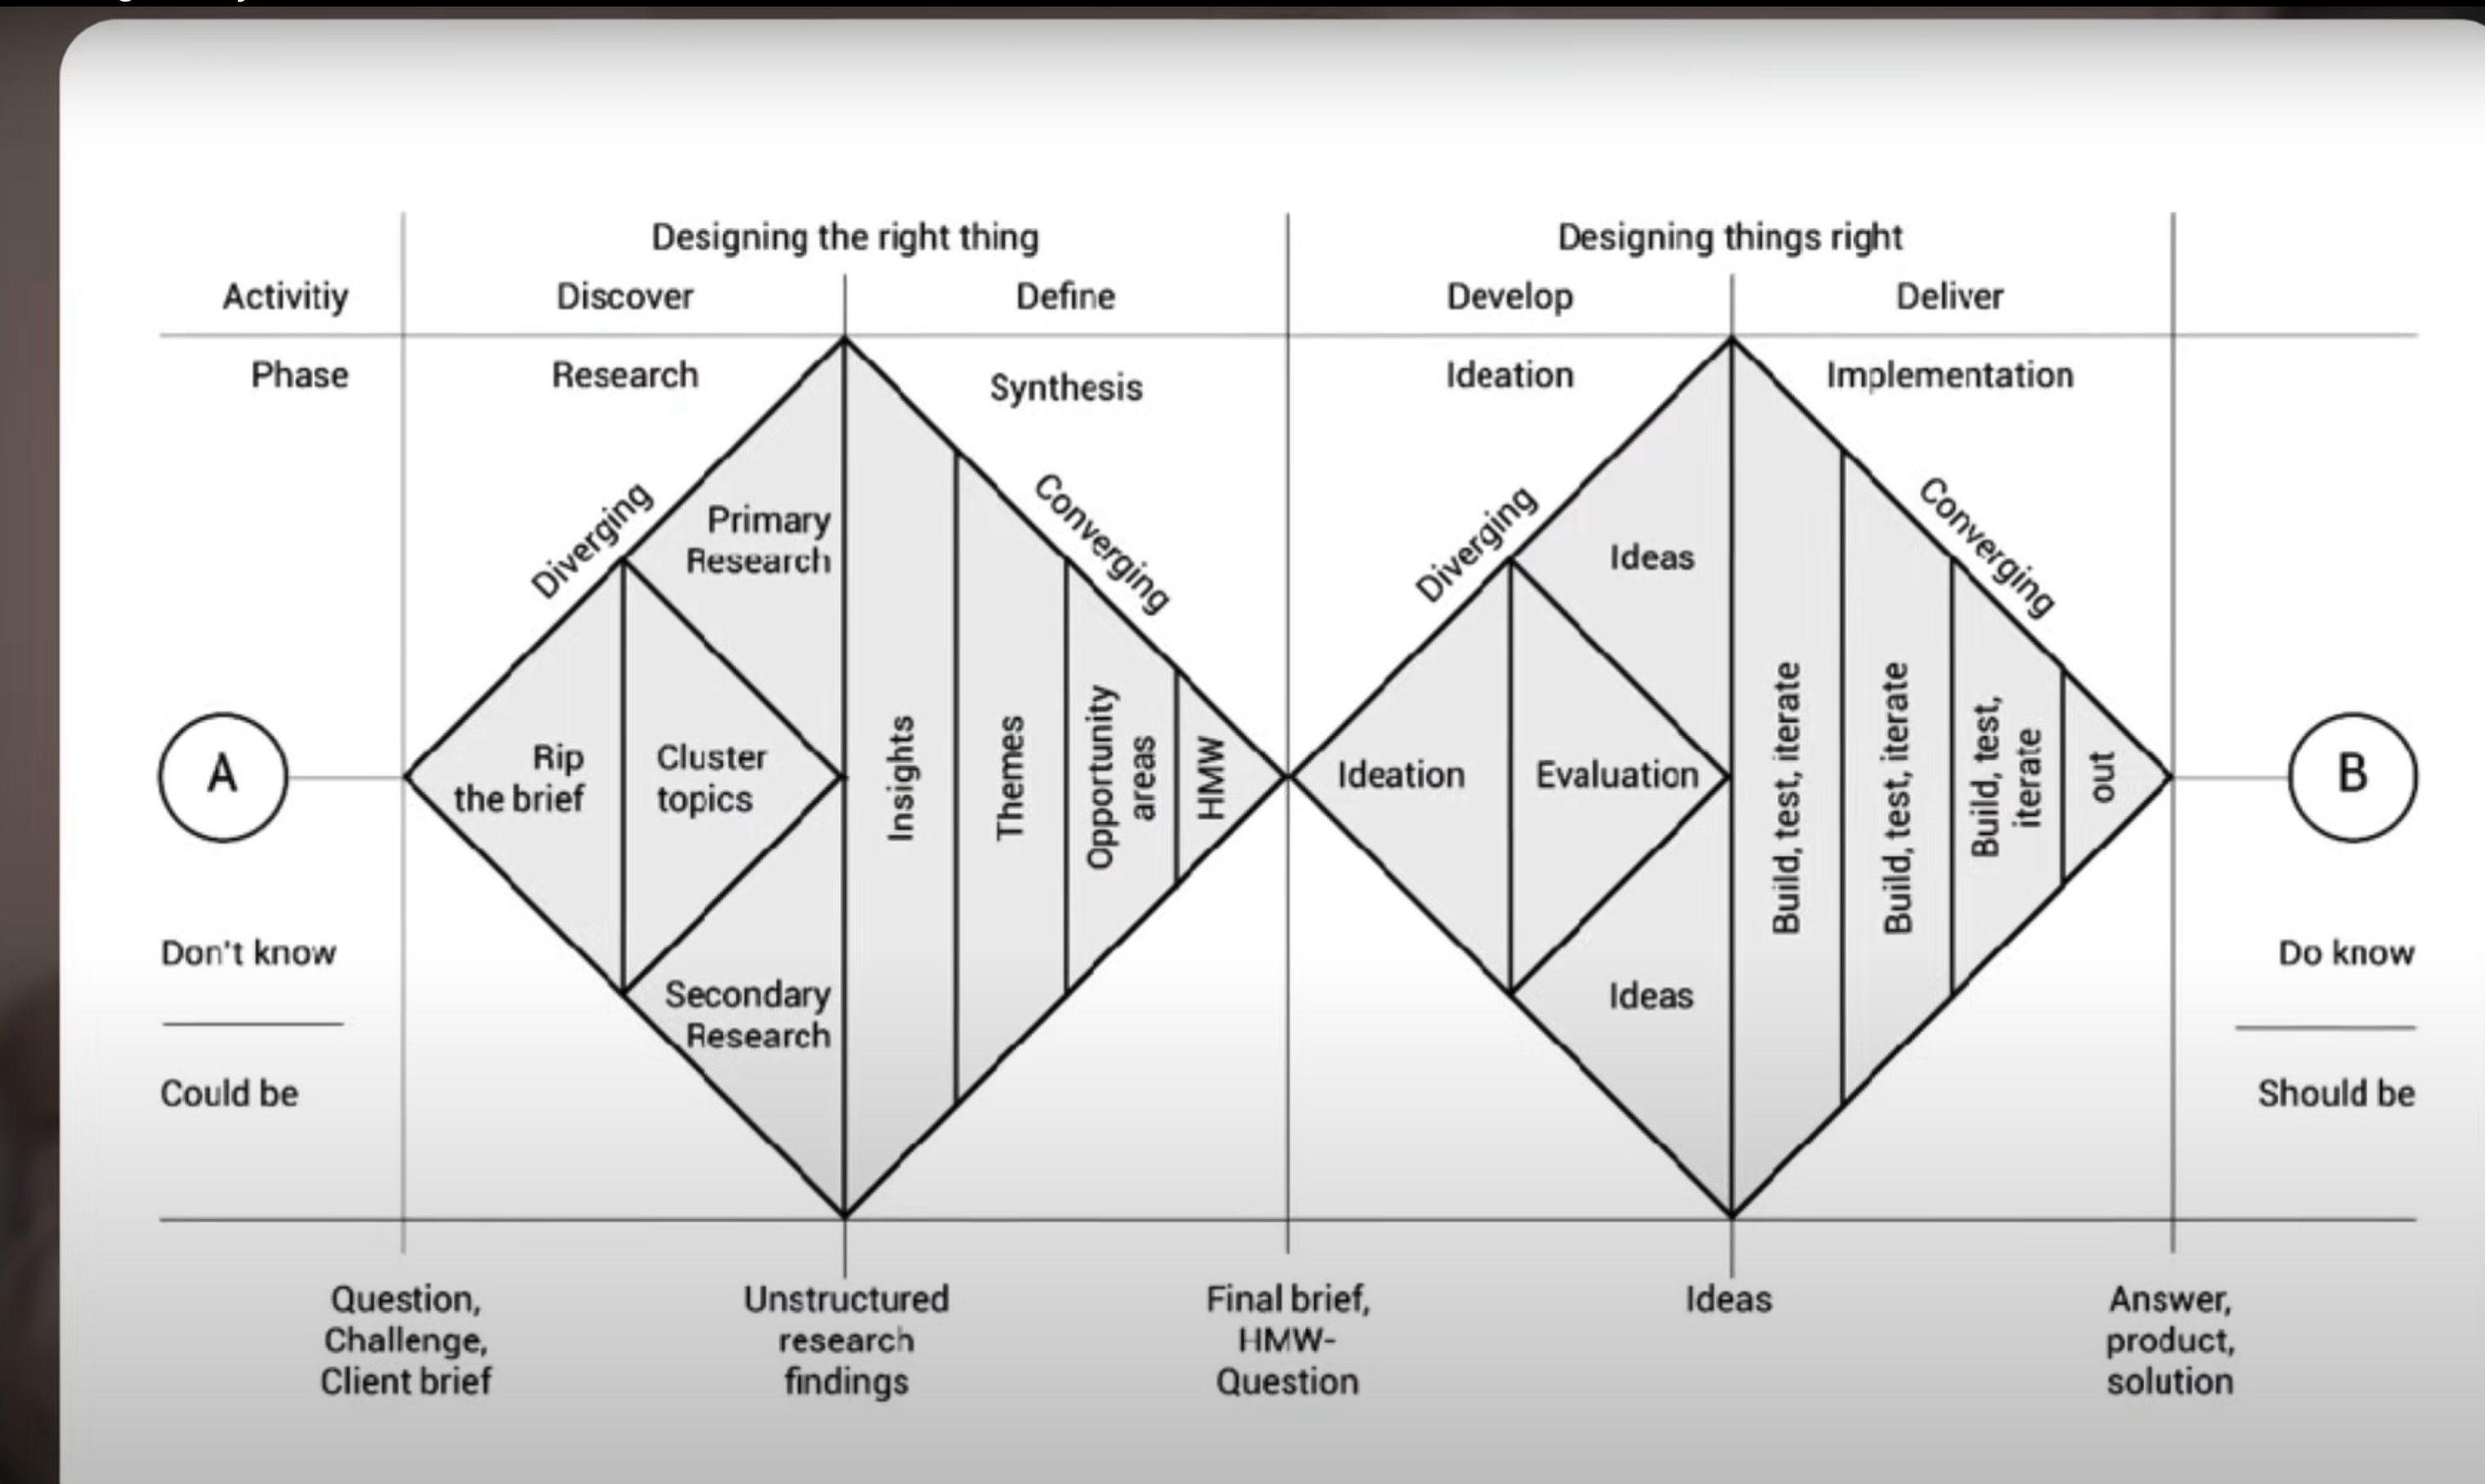 Designing the right thing
Designing things right
Activitiy
Discover
Define
Develop
Deliver
Phase
Research
Synthesis
Ideation
Implementation
Diverging
Converging
Diverging
Converging
Primary
Research
Ideas
A
Rip
the brief
Cluster
topics
Insights
Themes
Opportunity
areas
HMW
Ideation
Evaluation
Build, test, iterate
Build, test, iterate
Build, test,
iterate
out
B
Don't know
Could be
Secondary
Research
Ideas
Do know
Should be
Question,
Challenge,
Client brief
Unstructured
research
findings
Final brief,
HMW-
Question
Ideas
Answer,
product,
solution